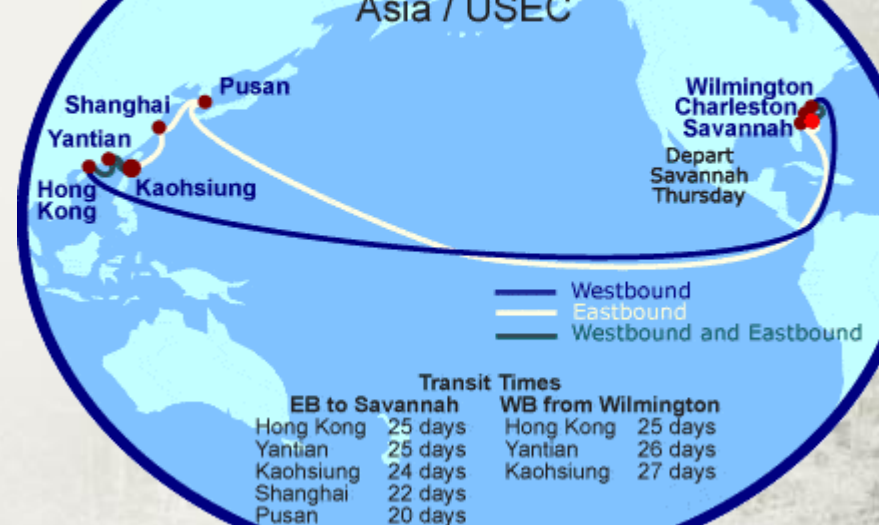 Asia / USEC
Pusan
Shanghai
Yantian
Hong
Kong
Kaohsiung
Wilmington
Charleston
Savannah
Depart
Savannah
Thursday
Westbound
Eastbound
Westbound and Eastbound
Transit Times
EB to Savannah WB from Wilmington
Hong Kong 25 days Hong Kong 25 days
Yantian 25 days Yantian 26 days
Kaohsiung 24 days Kaohsiung 27 days
Shanghai 22 days
Pusan 20 days